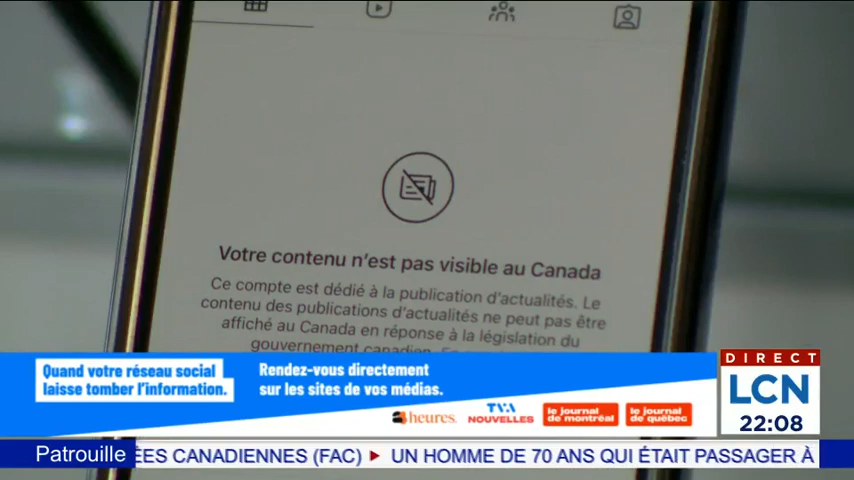 Votre contenu n'est pas visible au Canada
Ce compte est dédié à la publication d'actualités. Le
contenu des publications d'actualités ne peut pas être
affiché au Canada en réponse à la législation du
gouvernement canadien.
Quand votre réseau social
laisse tomber l'information.
Rendez-vous directement
sur les sites de vos médias.
heures.
TVA
NOUVELLES
le journal de montréal
le journal de québec
DIRECT
LCN
22:08
Patrouille
ÉES CANADIENNES (FAC) ▶ UN HOMME DE 70 ANS QUI ÉTAIT PASSAGER À